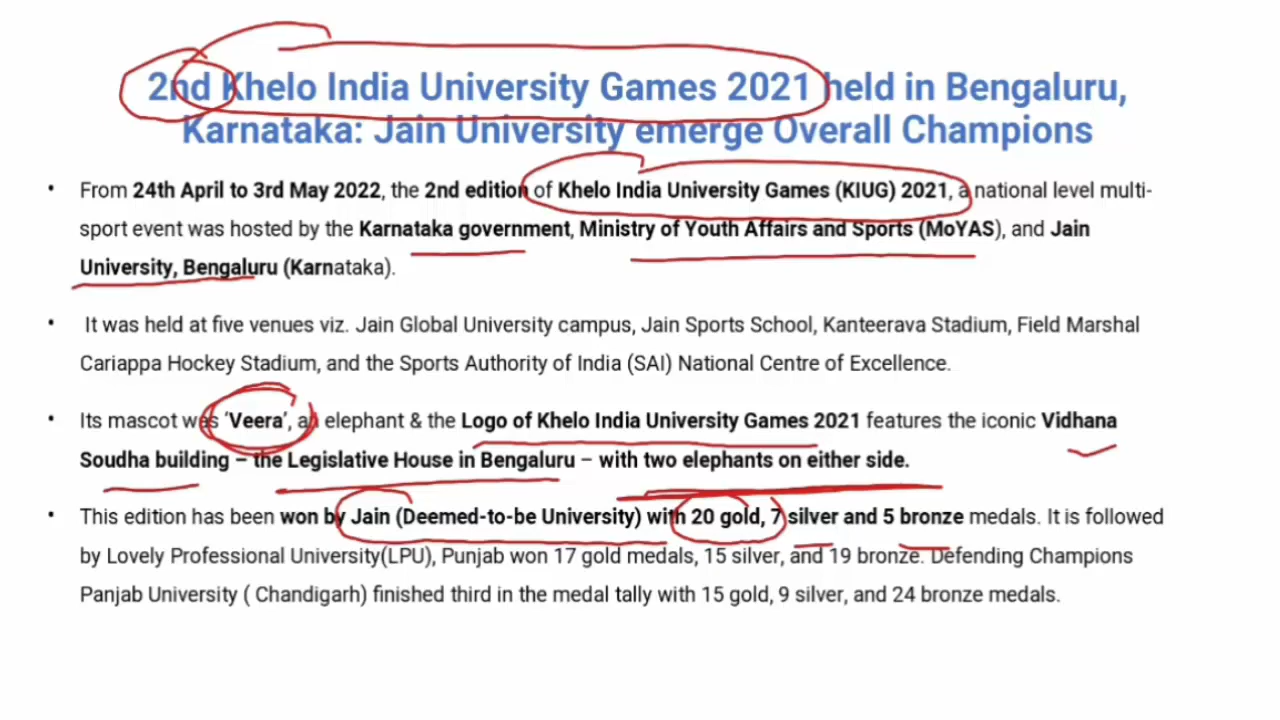 2nd Khelo India University Games 2021 held in Bengaluru,
Karnataka: Jain University emerge Overall Champions
• From 24th April to 3rd May 2022, the 2nd edition of Khelo India University Games (KIUG) 2021, a national level multi-
sport event was hosted by the Karnataka government, Ministry of Youth Affairs and Sports (MoYAS), and Jain
University, Bengaluru (Karnataka).
• It was held at five venues viz. Jain Global University campus, Jain Sports School, Kanteerava Stadium, Field Marshal
Cariappa Hockey Stadium, and the Sports Authority of India (SAI) National Centre of Excellence.
• Its mascot was ‘Veera’, an elephant & the Logo of Khelo India University Games 2021 features the iconic Vidhana
Soudha building – the Legislative House in Bengaluru – with two elephants on either side.
• This edition has been won by Jain (Deemed-to-be University) with 20 gold, 7 silver and 5 bronze medals. It is followed
by Lovely Professional University(LPU), Punjab won 17 gold medals, 15 silver, and 19 bronze. Defending Champions
Panjab University ( Chandigarh) finished third in the medal tally with 15 gold, 9 silver, and 24 bronze medals.